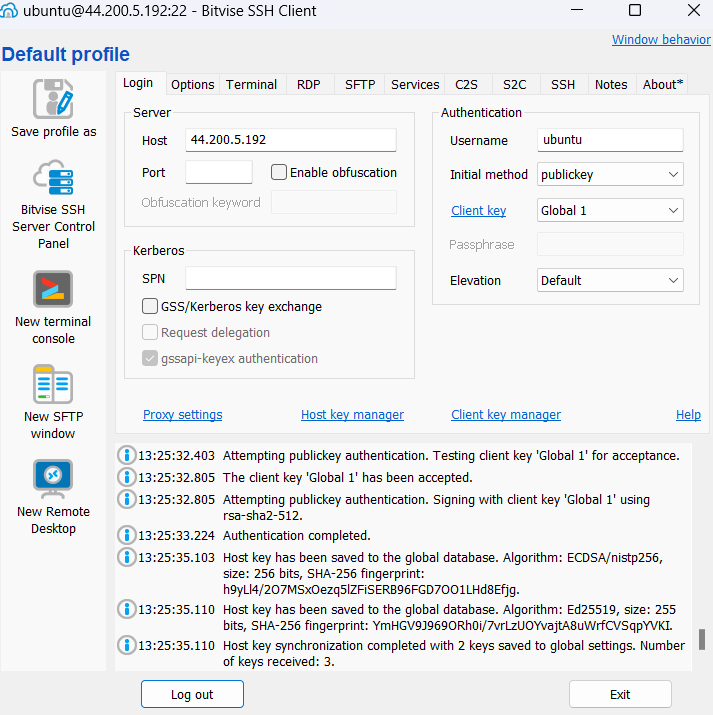 ubuntu@44.200.5.192:22 - Bitvise SSH Client
Window behavior
Default profile
Save profile as
Bitvise SSH
Server Control
Panel
New terminal
console
New SFTP
window
New Remote
Desktop
Login Options Terminal RDP SFTP Services C2S S2C SSH Notes About*
Server
Host 44.200.5.192
Port Enable obfuscation
Obfuscation keyword
Kerberos
SPN
GSS/Kerberos key exchange
Request delegation
gssapi-keyex authentication
Authentication
Username ubuntu
Initial method publickey
Client key Global 1
Passphrase
Elevation Default
Proxy settings Host key manager Client key manager Help
13:25:32.403 Attempting publickey authentication. Testing client key 'Global 1' for acceptance.
13:25:32.805 The client key 'Global 1' has been accepted.
13:25:32.805 Attempting publickey authentication. Signing with client key 'Global 1' using
rsa-sha2-512.
13:25:33.224 Authentication completed.
13:25:35.103 Host key has been saved to the global database. Algorithm: ECDSA/nistp256,
size: 256 bits, SHA-256 fingerprint:
h9yLl4/2O7MSxOezq5lZFiSERB96FGD7OO1LHd8Efjg.
13:25:35.110 Host key has been saved to the global database. Algorithm: Ed25519, size: 255
bits, SHA-256 fingerprint: YmHGV9J969ORh0i/7vrLzUOYvajtA8uWrfCVSqpYVKI.
13:25:35.110 Host key synchronization completed with 2 keys saved to global settings. Number
of keys received: 3.
Log out Exit